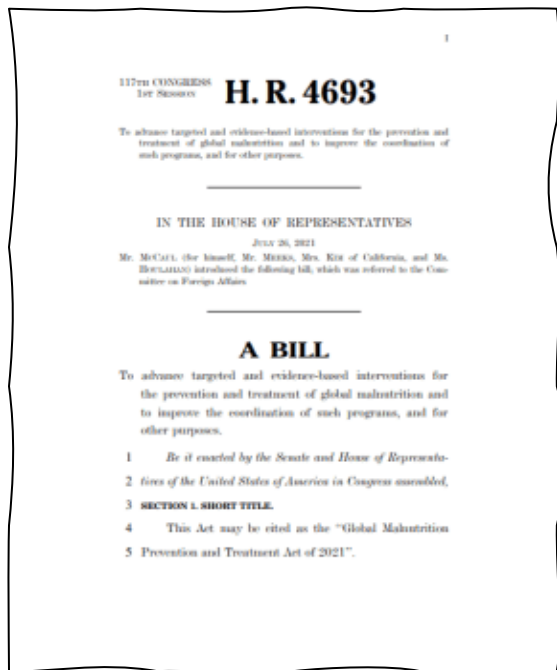 1
117TH CONGRESS
1ST SESSION
H. R. 4693
To advance targeted and evidence-based interventions for the prevention and
treatment of global malnutrition and to improve the coordination of
such programs, and for other purposes.
IN THE HOUSE OF REPRESENTATIVES
JULY 26, 2021
Mr. MCCAUL (for himself, Mr. MEEKS, Mrs. KIM of California, and Ms.
HOULAHAN) introduced the following bill, which was referred to the Com-
mittee on Foreign Affairs
A BILL
To advance targeted and evidence-based interventions for
the prevention and treatment of global malnutrition and
to improve the coordination of such programs, and for
other purposes.
1 Be it enacted by the Senate and House of Representa-
2 tives of the United States of America in Congress assembled,
3 SECTION 1. SHORT TITLE.
4 This Act may be cited as the “Global Malnutrition
5 Prevention and Treatment Act of 2021”.